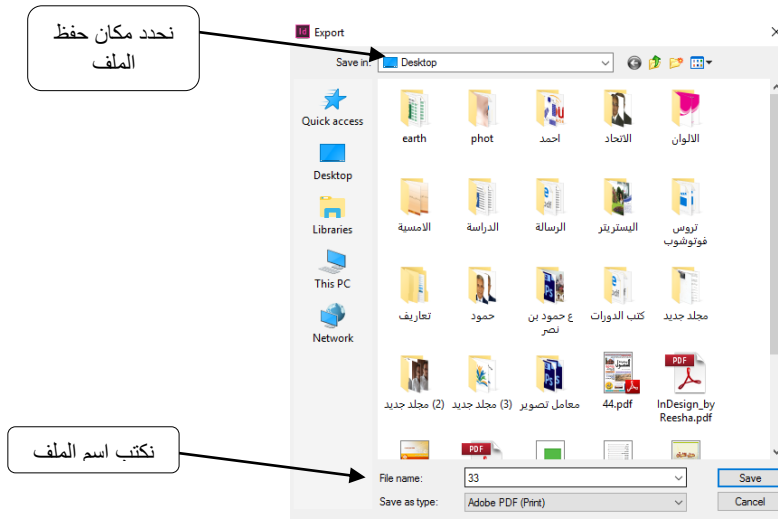 نحدد مكان حفظ
الملف
Export
Save in:
Desktop
Quick access
Desktop
Libraries
This PC
Network
earth
phot
احمد
الاتحاد
الالوان
الامسية
الدراسة
الرسالة
اليستريتر
تروس
فوتوشوب
تعاريف
حمود
ع حمود بن
نصر
كتب الدورات
مجلد جديد
مجلد جديد (2)
مجلد جديد (3)
معامل تصوير
44.pdf
InDesign_by
Reesha.pdf
نكتب اسم الملف
File name:
33
Save
Save as type:
Adobe PDF (Print)
Cancel